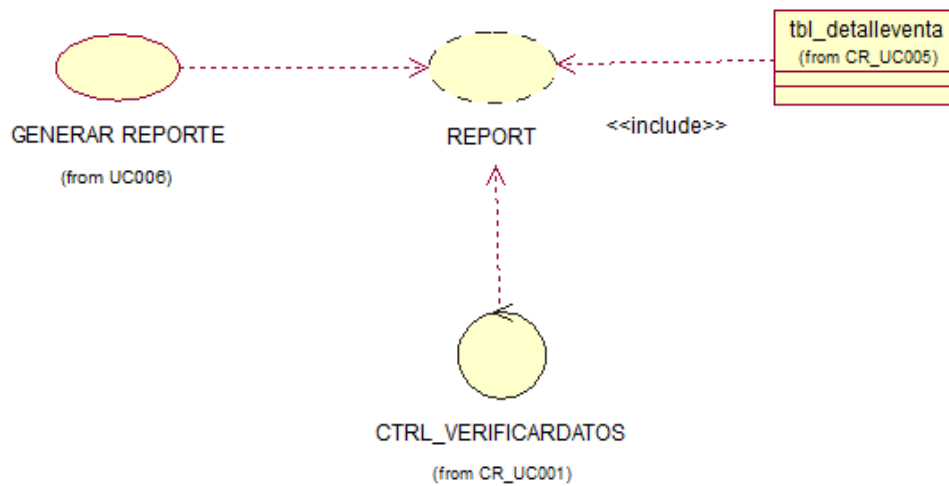 tbl_detalleventa
(from CR_UC005)
GENERAR REPORTE
(from UC006)
REPORT
<<include>>
CTRL_VERIFICARDATOS
(from CR_UC001)